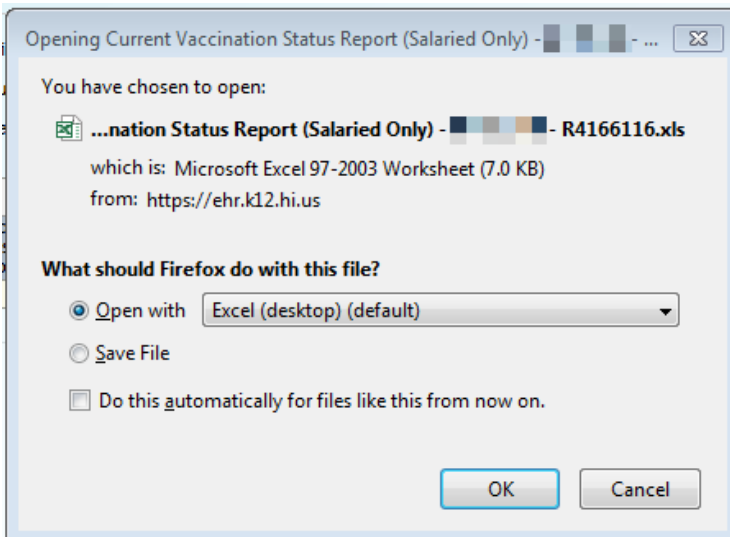 Opening Current Vaccination Status Report (Salaried Only) - - ...
You have chosen to open:
...nation Status Report (Salaried Only) - - R4166116.xls
which is: Microsoft Excel 97-2003 Worksheet (7.0 KB)
from: https://ehr.k12.hi.us
What should Firefox do with this file?
Open with Excel (desktop) (default)
Save File
Do this automatically for files like this from now on.
OK Cancel